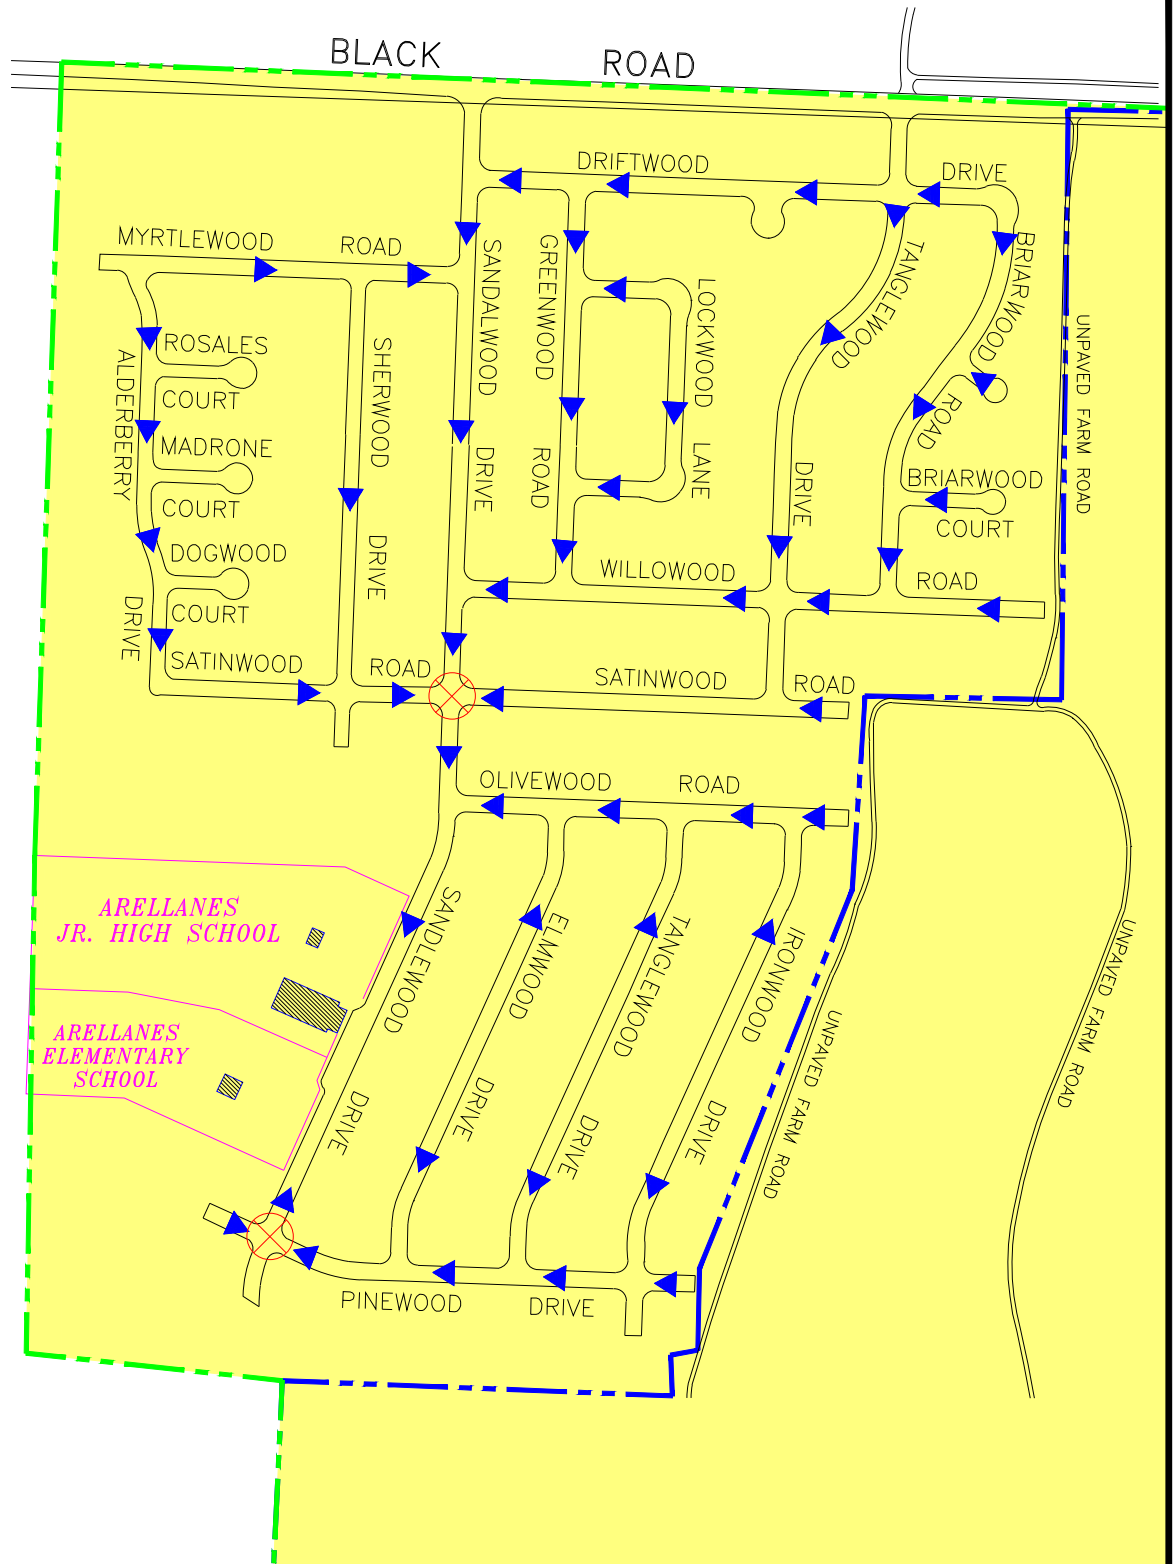 BLACK ROAD
DRIFTWOOD DRIVE
MYRTLEWOOD ROAD
SANDALWOOD
GREENWOOD
TANGLEWOOD
BRIARWOOD
LOCKWOOD
UNPAVED FARM ROAD
ROSALES
COURT
ALDERBERRY
SHERWOOD
ROAD
MADRONE
COURT
DRIVE
ROAD
LANE
DRIVE
BRIARWOOD
COURT
DOGWOOD
COURT
DRIVE
DRIVE
WILLOWOOD ROAD
SATINWOOD ROAD
SATINWOOD ROAD
OLIVEWOOD ROAD
ARELLANES
JR. HIGH SCHOOL
SANDLEWOOD
ELMWOOD
TANGLEWOOD
IRONWOOD
UNPAVED FARM ROAD
UNPAVED FARM ROAD
ARELLANES
ELEMENTARY
SCHOOL
DRIVE
DRIVE
DRIVE
DRIVE
PINEWOOD DRIVE